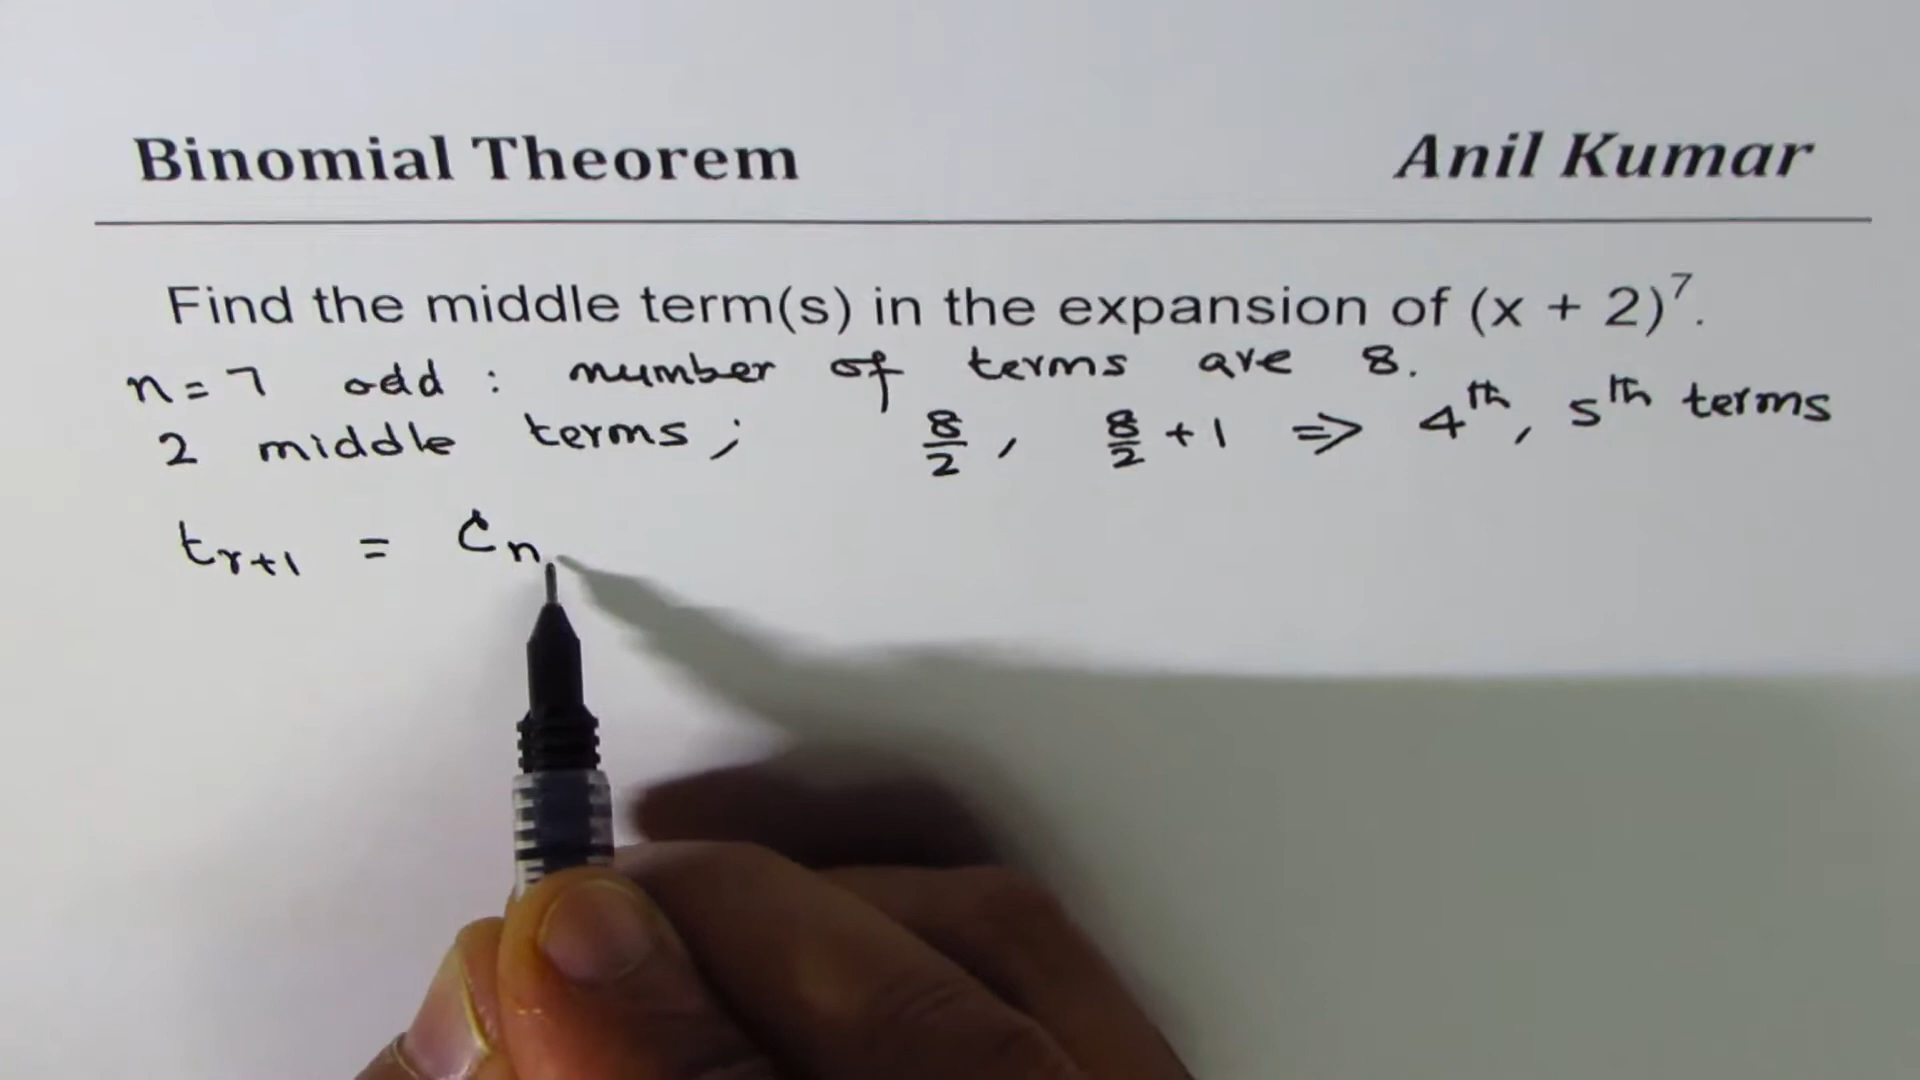 Binomial Theorem Anil Kumar
Find the middle term(s) in the expansion of (x + 2)⁷.
n = 7 odd : number of terms are 8.
2 middle terms ; 8/2 , 8/2 + 1 ⇒ 4th, 5th terms
t_{r+1} = C_n